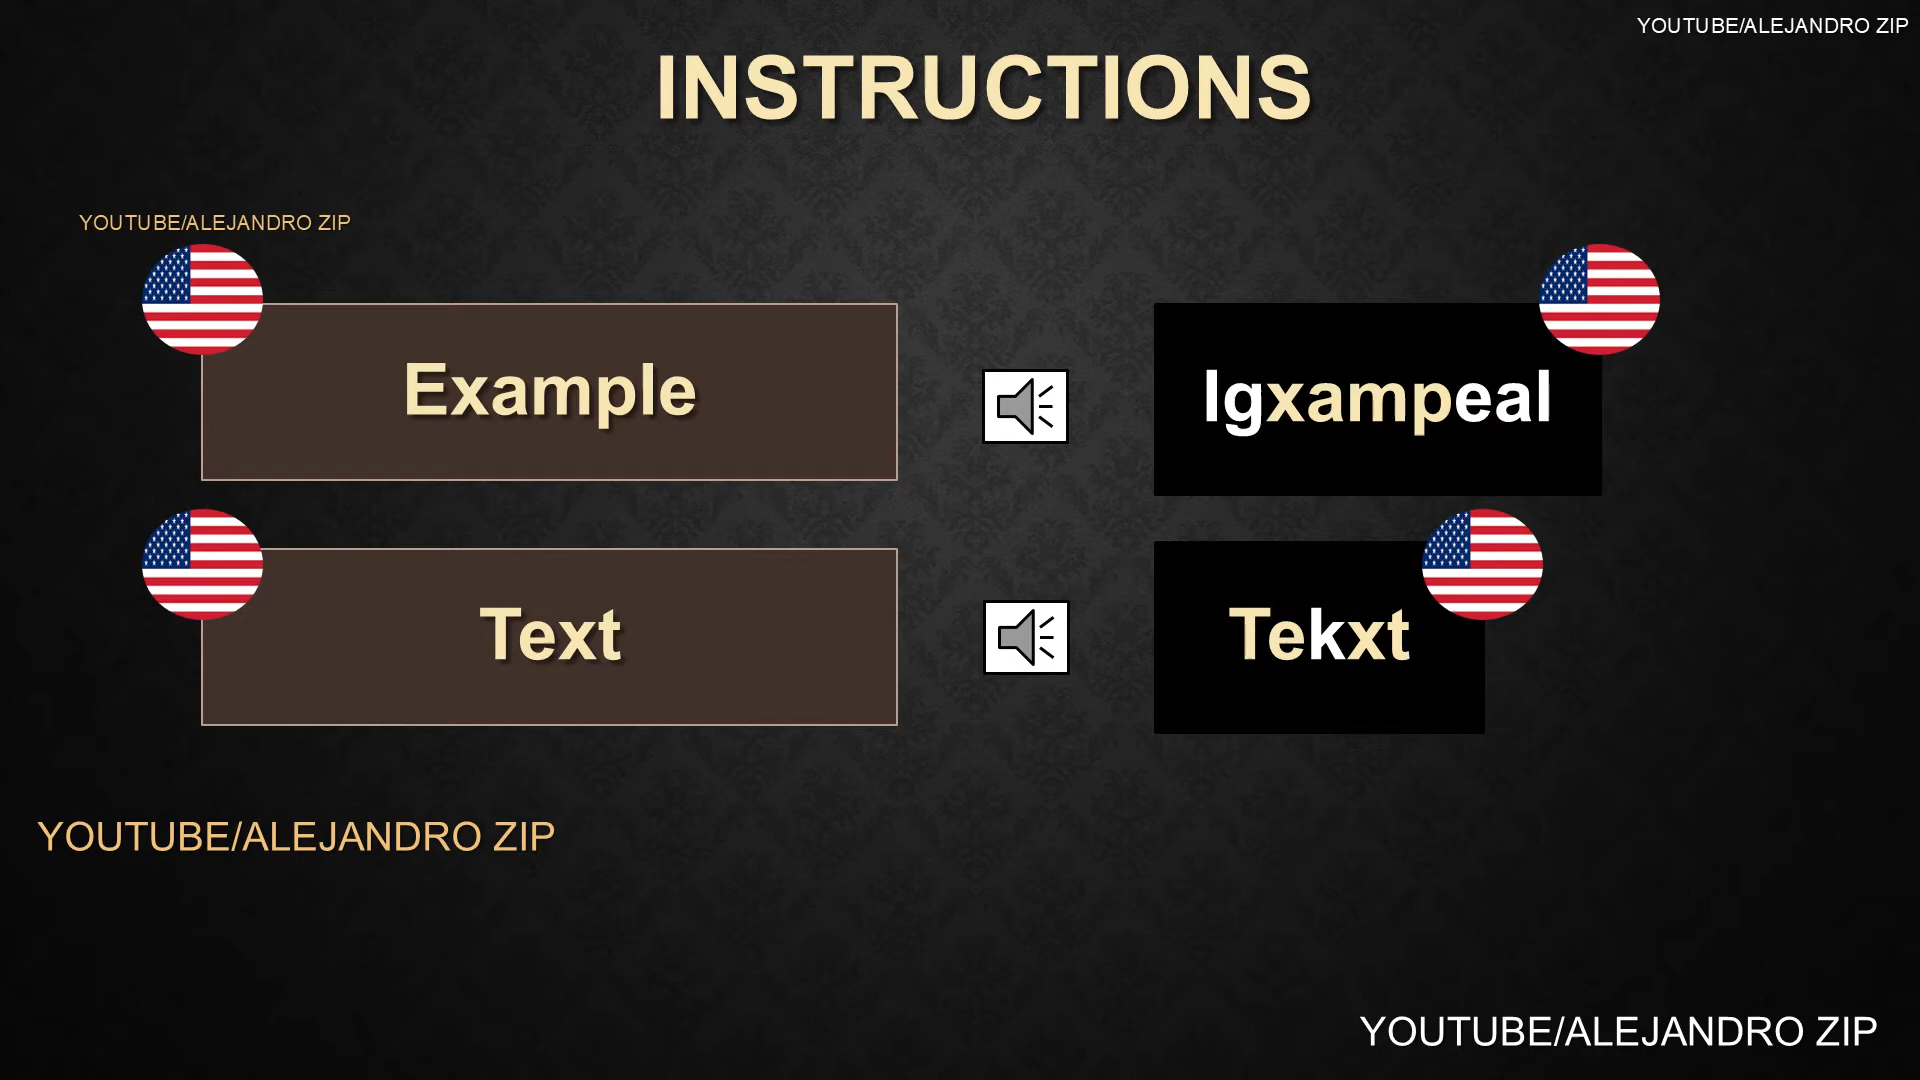 YOUTUBE/ALEJANDRO ZIP
INSTRUCTIONS
YOUTUBE/ALEJANDRO ZIP
Example
Igxampeal
Text
Tekxt
YOUTUBE/ALEJANDRO ZIP
YOUTUBE/ALEJANDRO ZIP